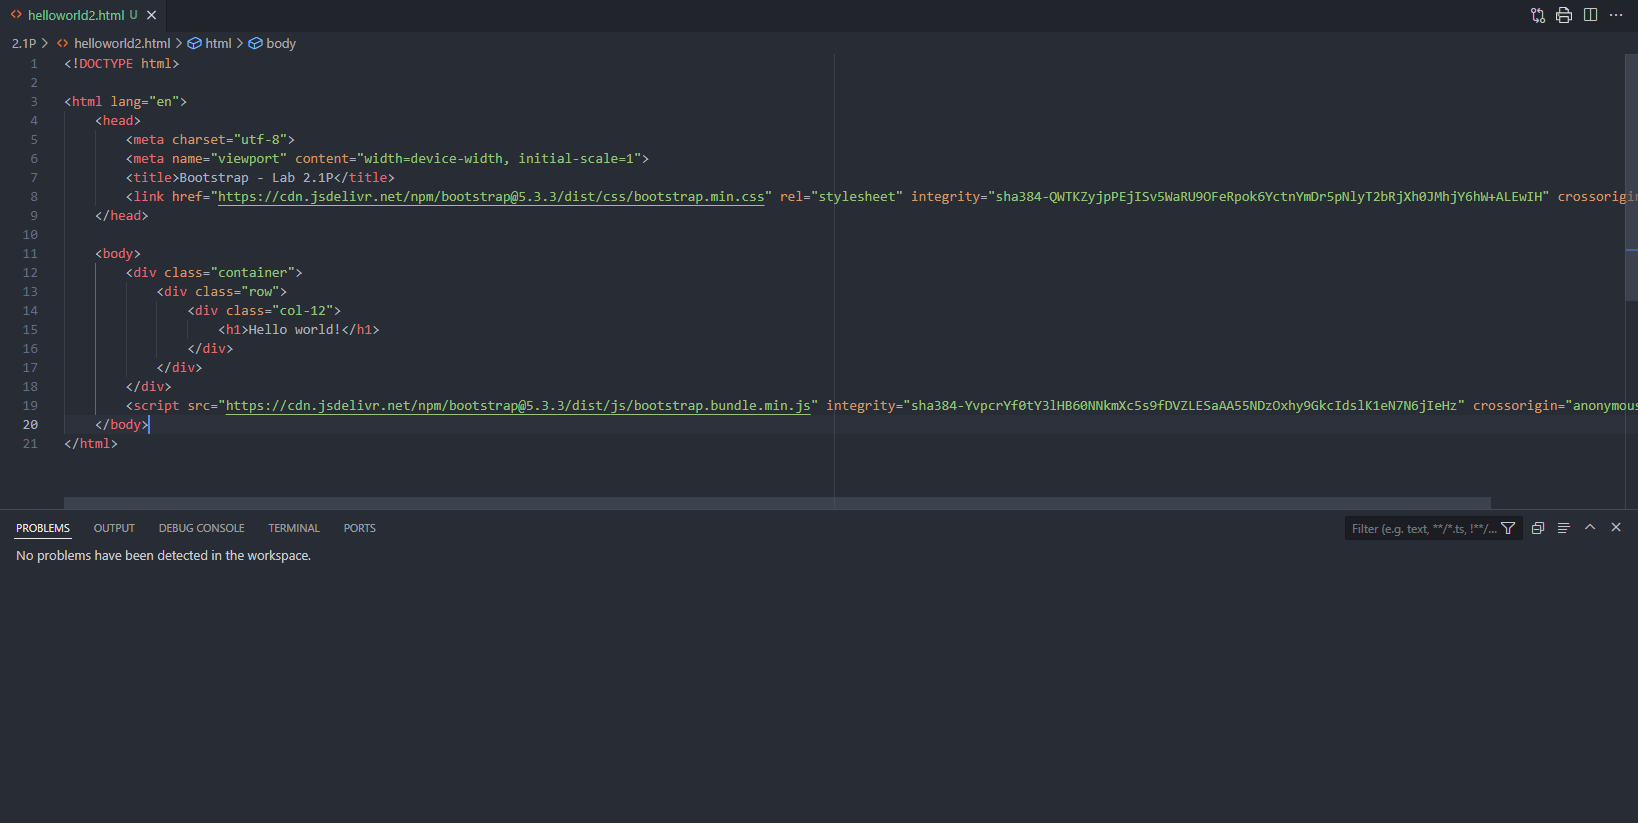 helloworld2.html U
2.1P > helloworld2.html > html > body
1 <!DOCTYPE html>
2
3 <html lang="en">
4 <head>
5 <meta charset="utf-8">
6 <meta name="viewport" content="width=device-width, initial-scale=1">
7 <title>Bootstrap - Lab 2.1P</title>
8 <link href="https://cdn.jsdelivr.net/npm/bootstrap@5.3.3/dist/css/bootstrap.min.css" rel="stylesheet" integrity="sha384-QWTKZyjpPEjISv5WaRU9OFeRpok6YctnYmDr5pNlyT2bRjXh0JMhjY6hW+ALEwIH" crossorigin
9 </head>
10
11 <body>
12 <div class="container">
13 <div class="row">
14 <div class="col-12">
15 <h1>Hello world!</h1>
16 </div>
17 </div>
18 </div>
19 <script src="https://cdn.jsdelivr.net/npm/bootstrap@5.3.3/dist/js/bootstrap.bundle.min.js" integrity="sha384-YvpcrYf0tY3lHB60NNkmXc5s9fDVZLESaAA55NDzOxhy9GkcIdslK1eN7N6jIeHz" crossorigin="anonymous
20 </body>
21 </html>
PROBLEMS OUTPUT DEBUG CONSOLE TERMINAL PORTS Filter (e.g. text, **/*.ts, !**/...
No problems have been detected in the workspace.